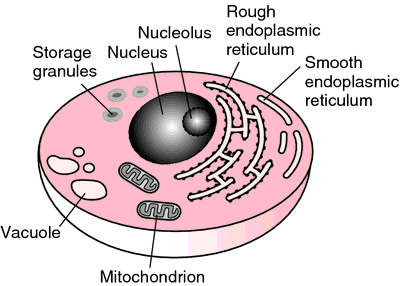 Rough
endoplasmic
reticulum
Nucleolus
Nucleus
Storage
granules
Smooth
endoplasmic
reticulum
Vacuole
Mitochondrion